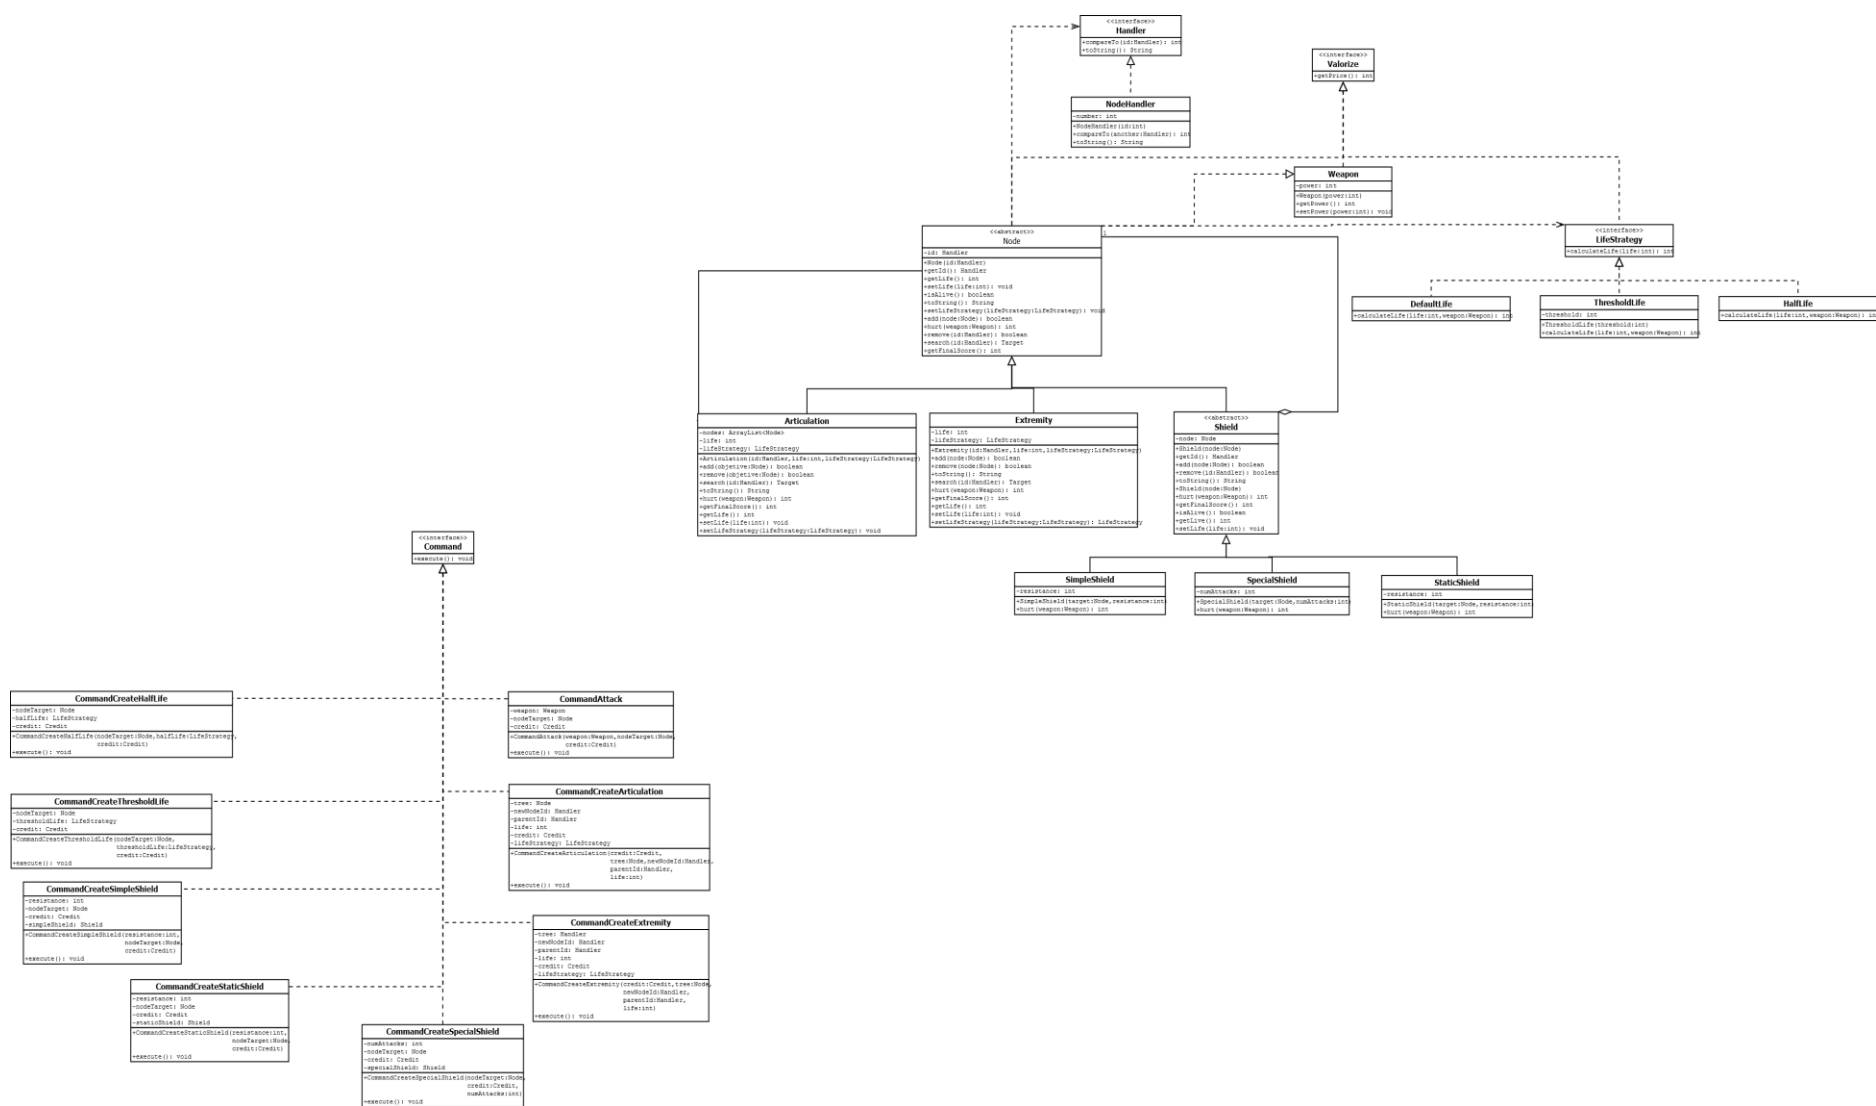 <<interface>>
Handler
+compareTo(id:Handler): int
+toString(): String
<<interface>>
Valorize
+getPrice(): int
NodeHandler
-number: int
+NodeHandler(id:int)
+compareTo(another:Handler): int
+toString(): String
Weapon
-power: int
+Weapon(power:int)
+getPower(): int
+setPower(power:int): void
<<abstract>>
Node
-id: Handler
+Node(id:Handler)
+getId(): Handler
+getLife(): int
+setLife(life:int): void
+isAlive(): boolean
+toString(): String
+setLifeStrategy(lifeStrategy:LifeStrategy): void
+add(node:Node): boolean
+hurt(weapon:Weapon): int
+remove(id:Handler): boolean
+search(id:Handler): Target
+getFinalScore(): int
1
<<interface>>
LifeStrategy
+calculateLife(life:int): int
DefaultLife
+calculateLife(life:int,weapon:Weapon): int
ThresholdLife
-threshold: int
+ThresholdLife(threshold:int)
+calculateLife(life:int,weapon:Weapon): int
HalfLife
+calculateLife(life:int,weapon:Weapon): int
Articulation
-nodes: ArrayList<Node>
-life: int
-lifeStrategy: LifeStrategy
+Articulation(id:Handler,life:int,lifeStrategy:LifeStrategy)
+add(objetive:Node): boolean
+remove(objetive:Node): boolean
+search(id:Handler): Target
+toString(): String
+hurt(weapon:Weapon): int
+getFinalScore(): int
+getLife(): int
+setLife(life:int): void
+setLifeStrategy(lifeStrategy:LifeStrategy): void
Extremity
-life: int
-lifeStrategy: LifeStrategy
+Extremity(id:Handler,life:int,lifeStrategy:LifeStrategy)
+add(node:Node): boolean
+remove(node:Node): boolean
+toString(): String
+search(id:Handler): Target
+hurt(weapon:Weapon): int
+getFinalScore(): int
+getLife(): int
+setLife(life:int): void
+setLifeStrategy(lifeStrategy:LifeStrategy): LifeStrategy
<<abstract>>
Shield
-node: Node
+Shield(node:Node)
+getId(): Handler
+add(node:Node): boolean
+remove(id:Handler): boolean
+toString(): String
+Shield(node:Node)
+hurt(weapon:Weapon): int
+getFinalScore(): int
+isAlive(): boolean
+getLive(): int
+setLife(life:int): void
SimpleShield
-resistance: int
+SimpleShield(target:Node,resistance:int)
+hurt(weapon:Weapon): int
SpecialShield
-numAttacks: int
+SpecialShield(target:Node,numAttacks:int)
+hurt(weapon:Weapon): int
StaticShield
-resistance: int
+StaticShield(target:Node,resistance:int)
+hurt(weapon:Weapon): int
<<interface>>
Command
+execute(): void
CommandCreateHalfLife
-nodeTarget: Node
-halfLife: LifeStrategy
-credit: Credit
+CommandCreateHalfLife(nodeTarget:Node,halfLife:LifeStrategy,
credit:Credit)
+execute(): void
CommandAttack
-weapon: Weapon
-nodeTarget: Node
-credit: Credit
+CommandAttack(weapon:Weapon,nodeTarget:Node,
credit:Credit)
+execute(): void
CommandCreateThresholdLife
-nodeTarget: Node
-thresholdLife: LifeStrategy
-credit: Credit
+CommandCreateThresholdLife(nodeTarget:Node,
thresholdLife:LifeStrategy,
credit:Credit)
+execute(): void
CommandCreateArticulation
-tree: Node
-newNodeId: Handler
-parentId: Handler
-life: int
-credit: Credit
-lifeStrategy: LifeStrategy
+CommandCreateArticulation(credit:Credit,
tree:Node,newNodeId:Handler,
parentId:Handler,
life:int)
+execute(): void
CommandCreateSimpleShield
-resistance: int
-nodeTarget: Node
-credit: Credit
-simpleShield: Shield
+CommandCreateSimpleShield(resistance:int,
nodeTarget:Node,
credit:Credit)
+execute(): void
CommandCreateExtremity
-tree: Handler
-newNodeId: Handler
-parentId: Handler
-life: int
-credit: Credit
-lifeStrategy: LifeStrategy
+CommandCreateExtremity(credit:Credit,tree:Node,
newNodeId:Handler,
parentId:Handler,
life:int)
+execute(): void
CommandCreateStaticShield
-resistance: int
-nodeTarget: Node
-credit: Credit
-staticShield: Shield
+CommandCreateStaticShield(resistance:int,
nodeTarget:Node,
credit:Credit)
+execute(): void
CommandCreateSpecialShield
-numAttacks: int
-nodeTarget: Node
-credit: Credit
-specialShield: Shield
+CommandCreateSpecialShield(nodeTarget:Node,
credit:Credit,
numAttacks:int)
+execute(): void